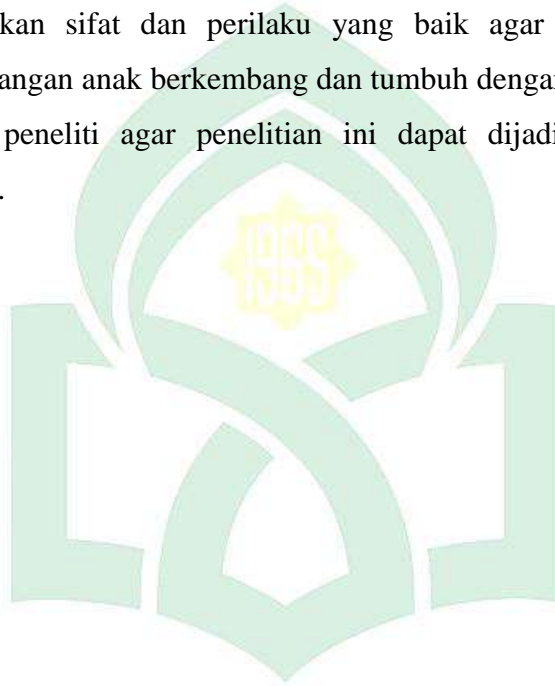 kan sifat dan perilaku yang baik agar
angan anak berkembang dan tumbuh dengan
peneliti agar penelitian ini dapat dijadi
.
1965